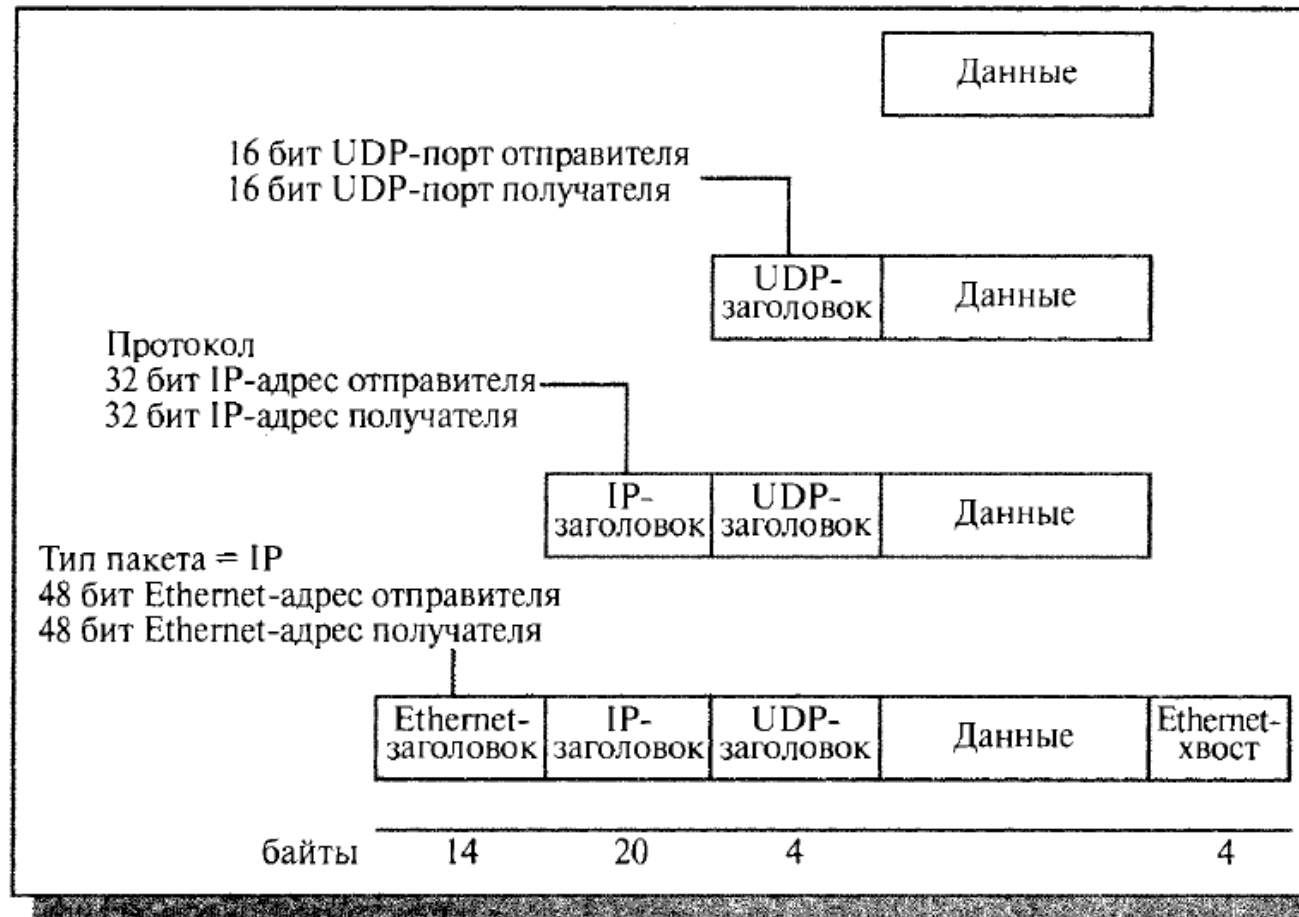 Данные
16 бит UDP-порт отправителя
16 бит UDP-порт получателя
UDP-
заголовок
Данные
Протокол
32 бит IP-адрес отправителя
32 бит IP-адрес получателя
IP-
заголовок
UDP-
заголовок
Данные
Тип пакета = IP
48 бит Ethernet-адрес отправителя
48 бит Ethernet-адрес получателя
Ethernet-
заголовок
IP-
заголовок
UDP-
заголовок
Данные
Ethernet-
хвост
байты 14 20 4 4